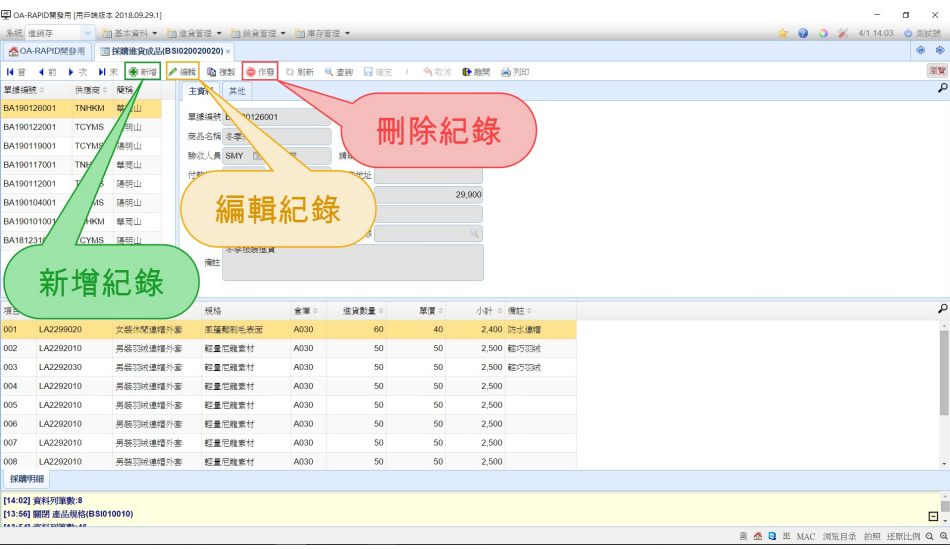 OA-RAPID開發用 [用戶端版本 2018.09.29.1]
系統 進銷存 基本資料 進貨管理 銷貨管理 庫存管理 4/1 14:03 測試號
OA-RAPID開發用 採購進貨成品(BSI020020020) ×
首 前 次 末 新增 編輯 複製 作廢 刷新 查詢 確定 取消 離開 列印 瀏覽
單據編號 供應商 簡稱 主資料 其他
BA190126001 TNHKM
BA190122001 TCYMS
BA190119001 TCYMS 陽明山
BA190117001 華岡山
BA190112001 陽明山
BA190104001 陽明山
BA190101001 華岡山
陽明山
單據編號
商品名稱
驗收人員 SMY
29,900
冬季服裝進貨
備註
新增紀錄
編輯紀錄
刪除紀錄
規格 倉庫 進貨數量 單價 小計 備註
001 LA2299020 女裝休閒連帽外套 風篷鬆刷毛表面 A030 60 40 2,400 防水連帽
002 LA2292010 男裝羽絨連帽外套 輕量尼龍素材 A030 50 50 2,500 輕巧羽絨
003 LA2292030 男裝羽絨連帽外套 輕量尼龍素材 A030 50 50 2,500 輕巧羽絨
004 LA2292010 男裝羽絨連帽外套 輕量尼龍素材 A030 50 50 2,500
005 LA2292010 男裝羽絨連帽外套 輕量尼龍素材 A030 50 50 2,500
006 LA2292010 男裝羽絨連帽外套 輕量尼龍素材 A030 50 50 2,500
007 LA2292010 男裝羽絨連帽外套 輕量尼龍素材 A030 50 50 2,500
008 LA2292010 男裝羽絨連帽外套 輕量尼龍素材 A030 50 50 2,500
採購明細
[14:02] 資料列筆數:8
[13:56] 關閉 產品規格(BSI010010)
MAC 瀏覽目录 拍照 还原比例